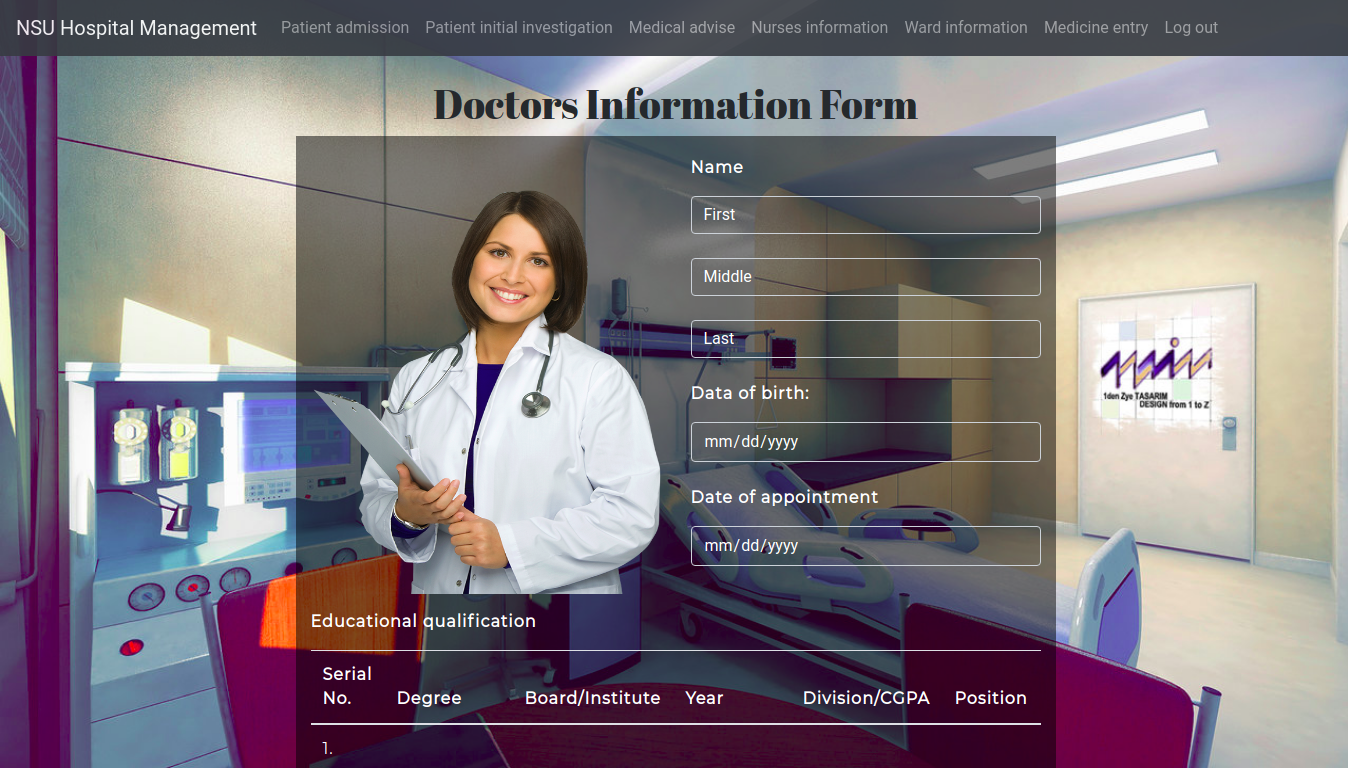 NSU Hospital Management Patient admission Patient initial investigation Medical advise Nurses information Ward information Medicine entry Log out
Doctors Information Form
Name
First
Middle
Last
Data of birth:
mm/dd/yyyy
Date of appointment
mm/dd/yyyy
1den Zye TASARIM
DESIGN from 1 to Z
Educational qualification
Serial No. Degree Board/Institute Year Division/CGPA Position
1.